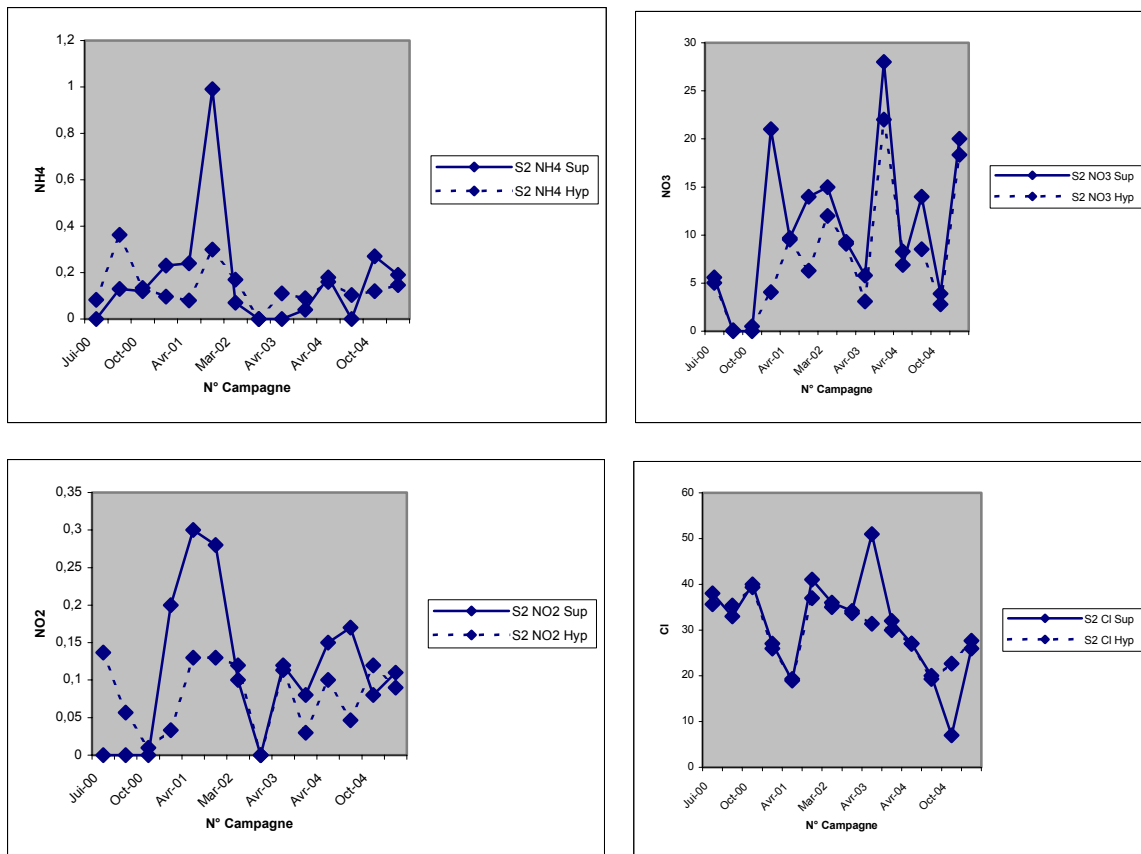 1,2
1
0,8
0,6
0,4
0,2
0
NH4
Jui-00
Oct-00
Avr-01
Mar-02
Avr-03
Avr-04
Oct-04
N° Campagne
S2 NH4 Sup
S2 NH4 Hyp
30
25
20
15
10
5
0
NO3
Jui-00
Oct-00
Avr-01
Mar-02
Avr-03
Avr-04
Oct-04
N° Campagne
S2 NO3 Sup
S2 NO3 Hyp
0,35
0,3
0,25
0,2
0,15
0,1
0,05
0
NO2
Jui-00
Oct-00
Avr-01
Mar-02
Avr-03
Avr-04
Oct-04
N° Campagne
S2 NO2 Sup
S2 NO2 Hyp
60
50
40
30
20
10
0
Cl
Jui-00
Oct-00
Avr-01
Mar-02
Avr-03
Avr-04
Oct-04
N° Campagne
S2 Cl Sup
S2 Cl Hyp